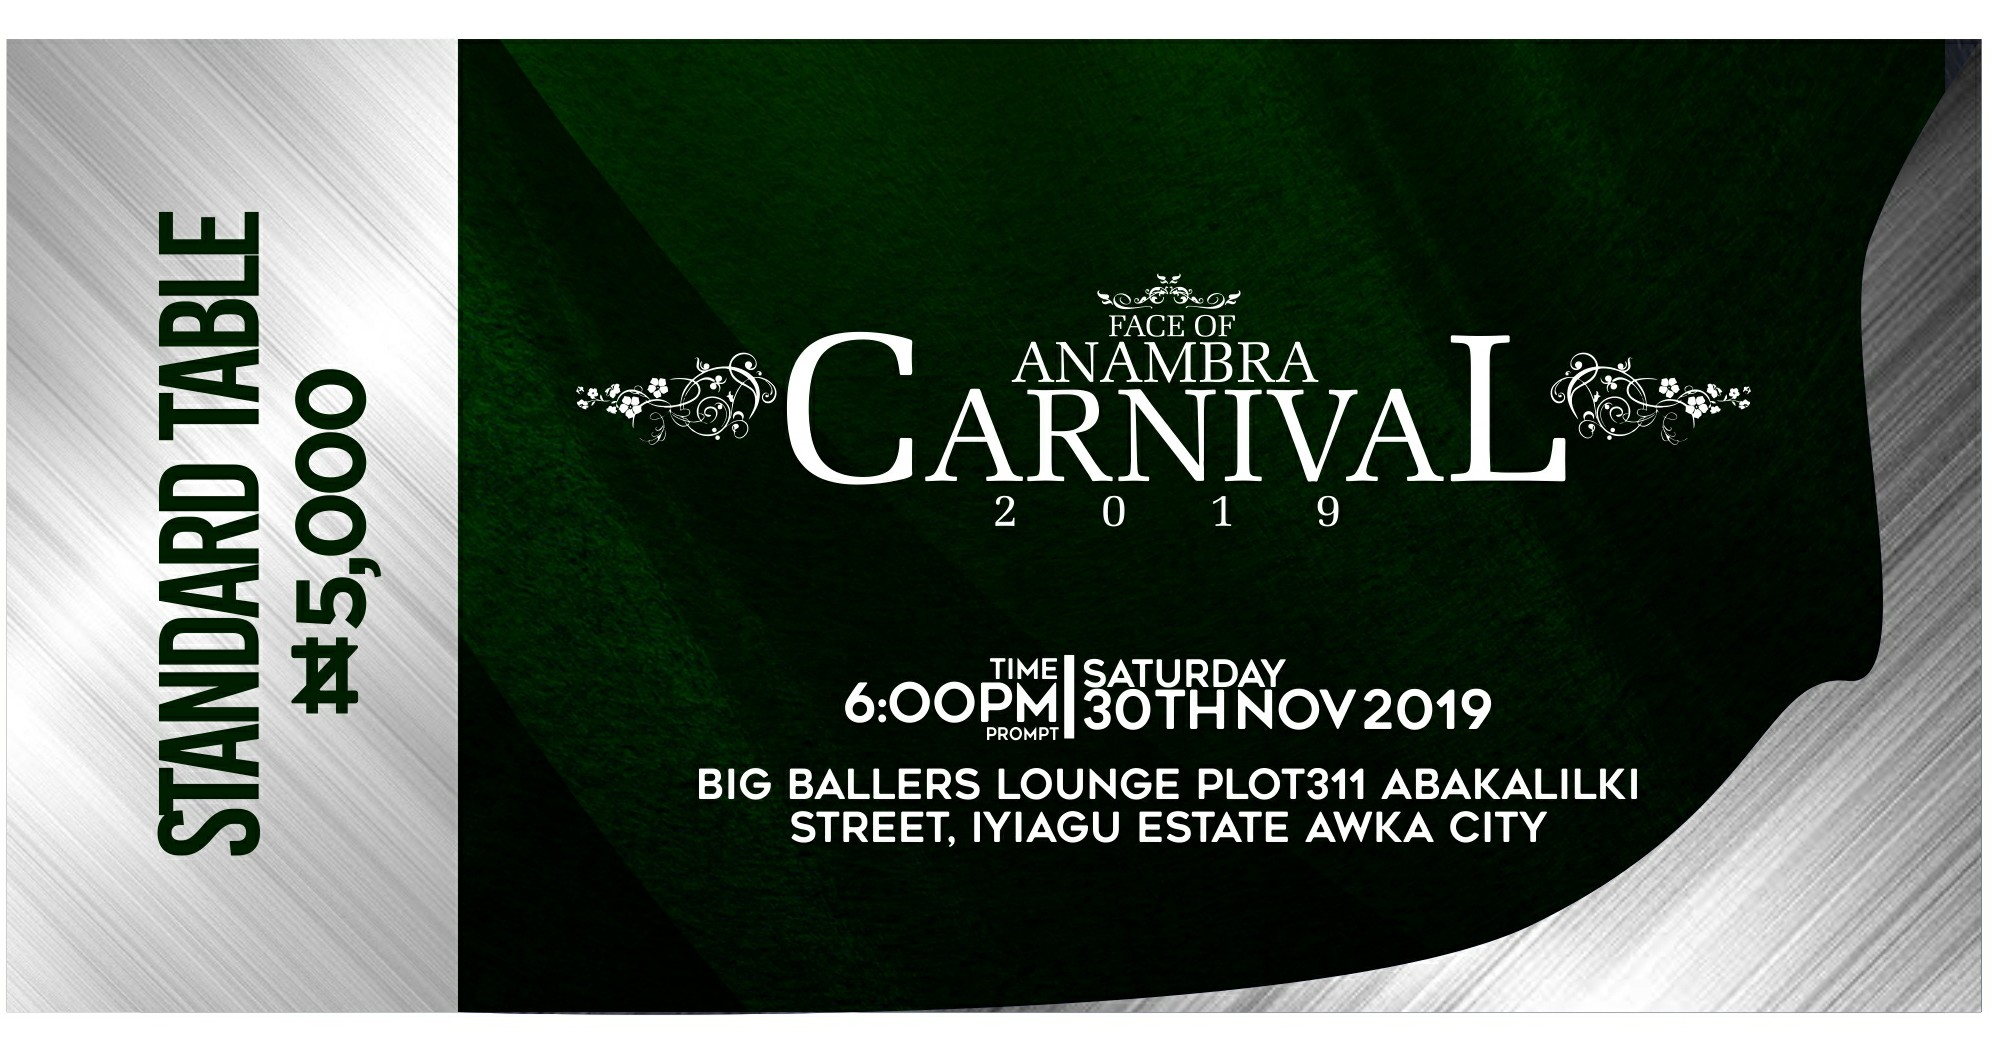 STANDARD TABLE
₦5,000
FACE OF
ANAMBRA
CARNIVAL
2019
TIME
6:00PM
PROMPT
SATURDAY
30TH NOV 2019
BIG BALLERS LOUNGE PLOT311 ABAKALILKI
STREET, IYIAGU ESTATE AWKA CITY